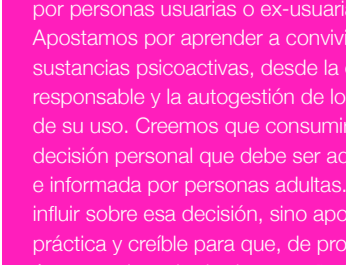 por personas usuarias o ex-usuari
Apostamos por aprender a convivi
sustancias psicoactivas, desde la
responsable y la autogestión de lo
de su uso. Creemos que consumi
decisión personal que debe ser ac
e informada por personas adultas.
influir sobre esa decisión, sino apo
práctica y creíble para que, de pro